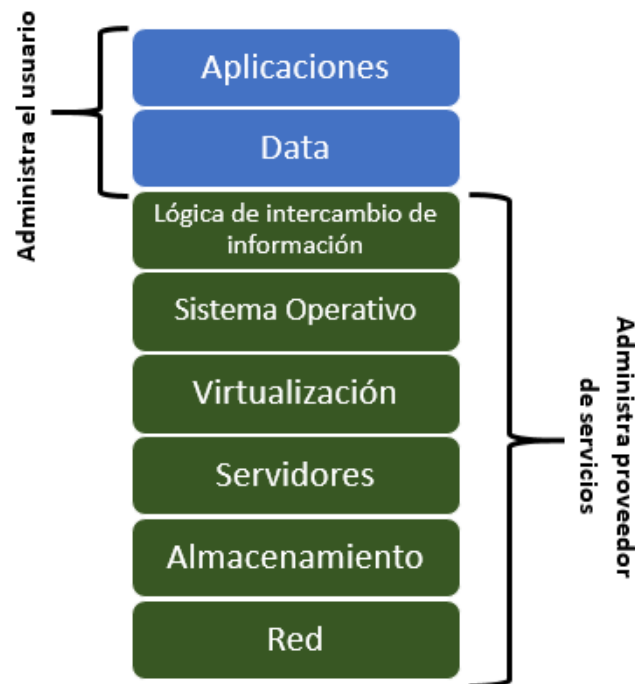 Administra el usuario
Aplicaciones
Data
Lógica de intercambio de
información
Sistema Operativo
Virtualización
Servidores
Almacenamiento
Red
Administra proveedor
de servicios